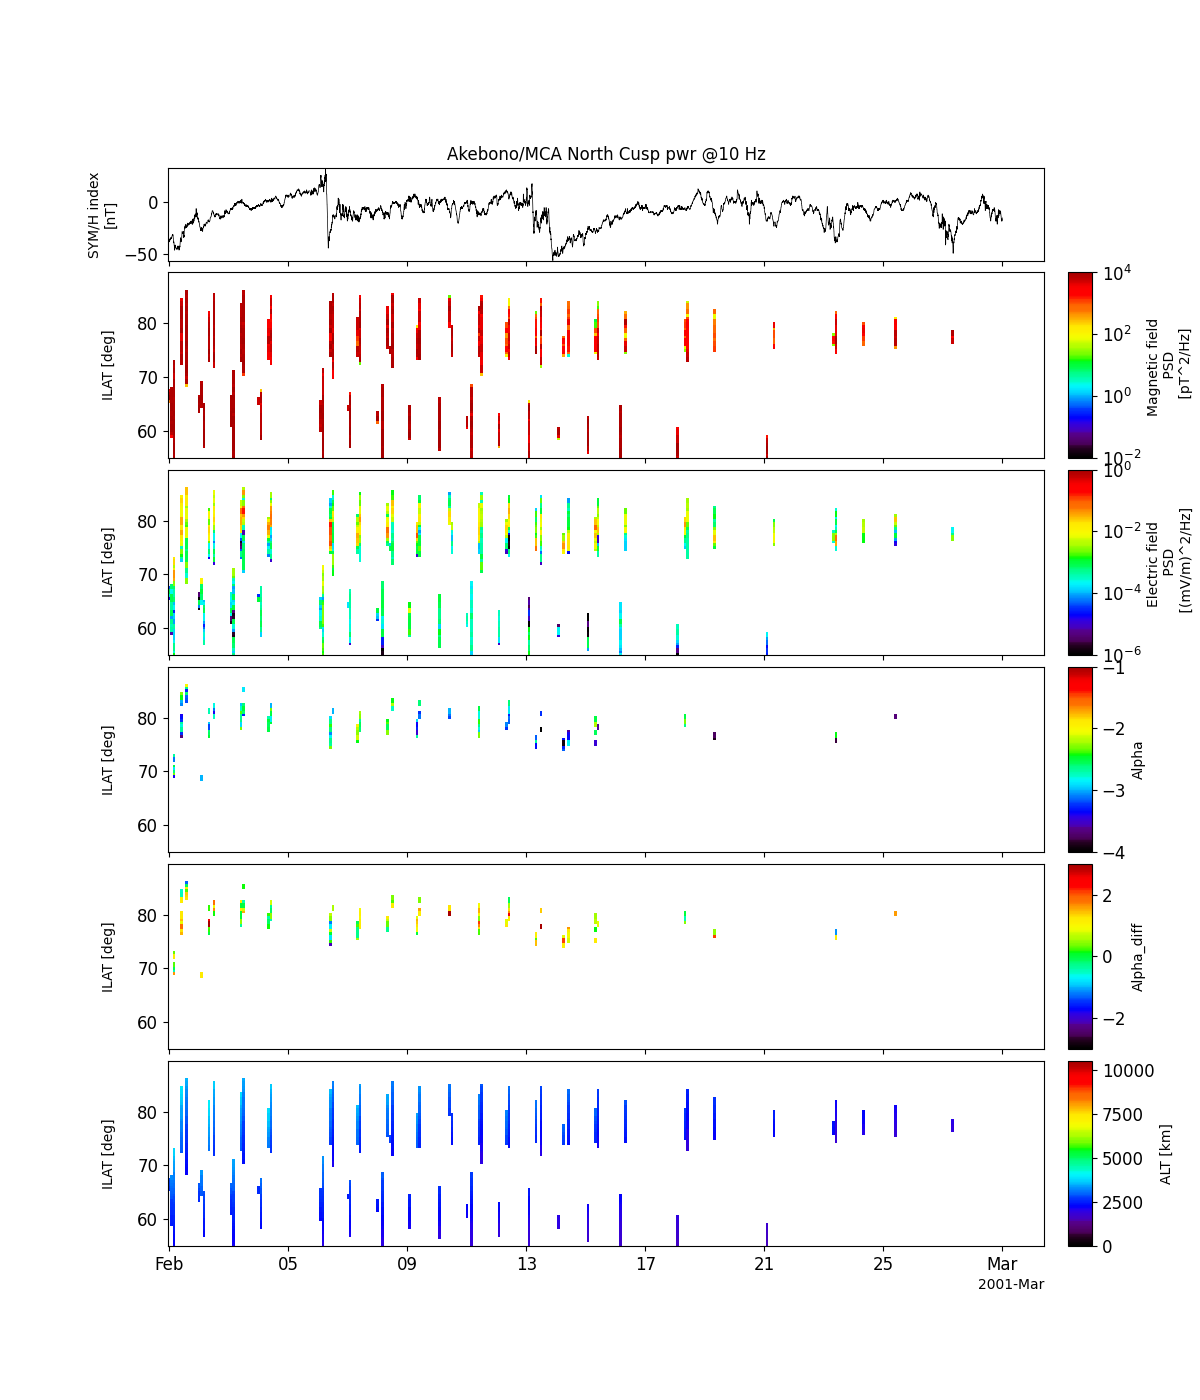 Akebono/MCA North Cusp pwr @10 Hz
SYM/H index
[nT]
0
−50
ILAT [deg]
80
70
60
10^4
10^2
10^0
10^−2
Magnetic field
PSD
[pT^2/Hz]
ILAT [deg]
80
70
60
10^0
10^−2
10^−4
10^−6
Electric field
PSD
[(mV/m)^2/Hz]
ILAT [deg]
80
70
60
−1
−2
−3
−4
Alpha
ILAT [deg]
80
70
60
2
0
−2
Alpha_diff
ILAT [deg]
80
70
60
10000
7500
5000
2500
0
ALT [km]
Feb 05 09 13 17 21 25 Mar
2001-Mar